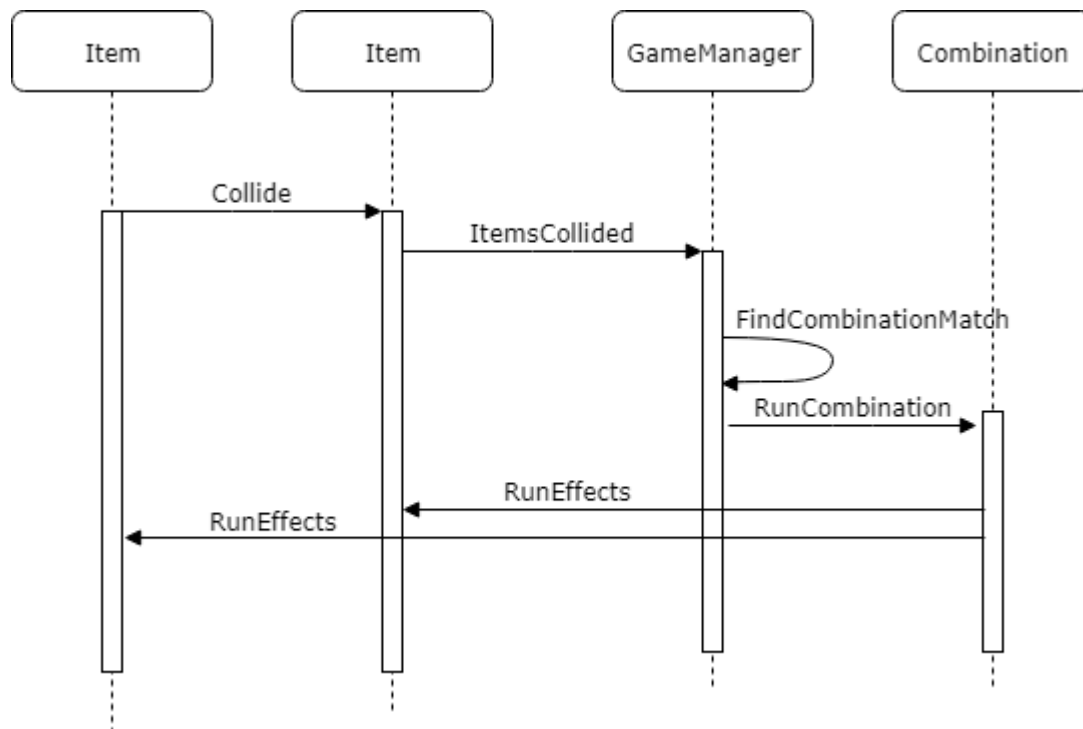 Item
Item
GameManager
Combination
Collide
ItemsCollided
FindCombinationMatch
RunCombination
RunEffects
RunEffects